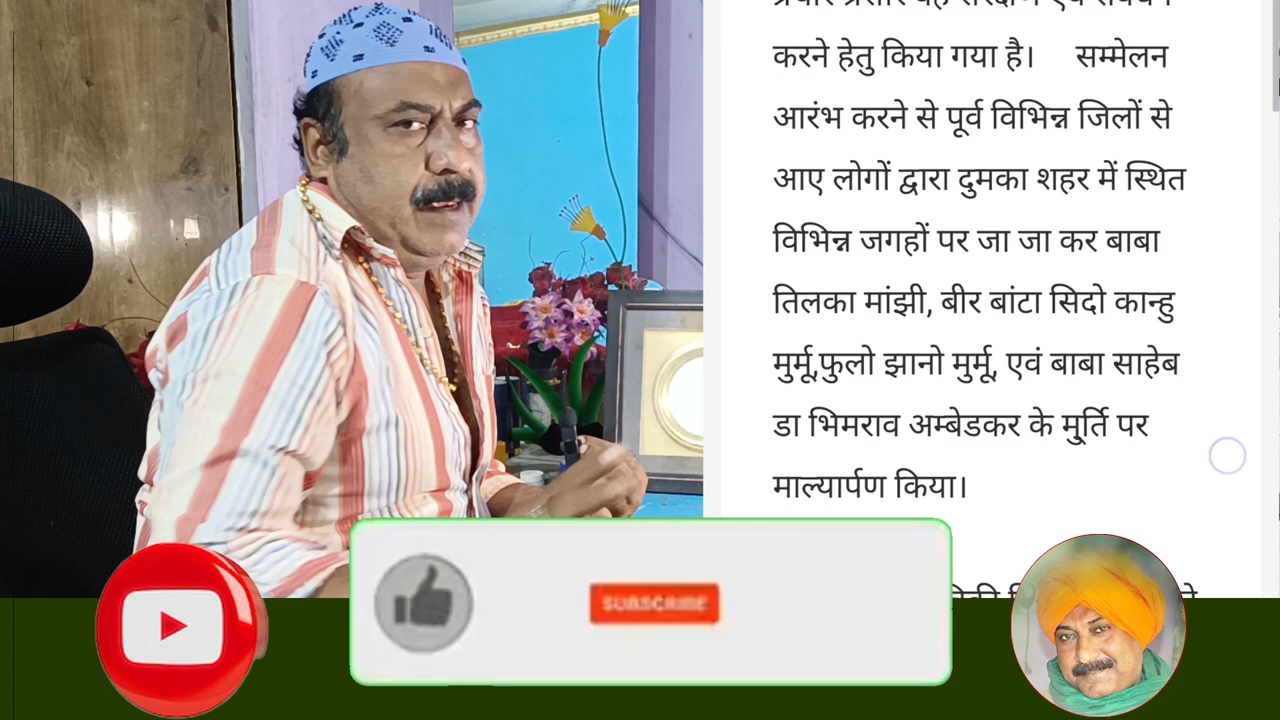 करने हेतु किया गया है। सम्मेलन
आरंभ करने से पूर्व विभिन्न जिलों से
आए लोगों द्वारा दुमका शहर में स्थित
विभिन्न जगहों पर जा जा कर बाबा
तिलका मांझी, बीर बांटा सिदो कान्हु
मुर्मू,फुलो झानो मुर्मू, एवं बाबा साहेब
डा भिमराव अम्बेडकर के मुर्ति पर
माल्यार्पण किया।
SUBSCRIBE